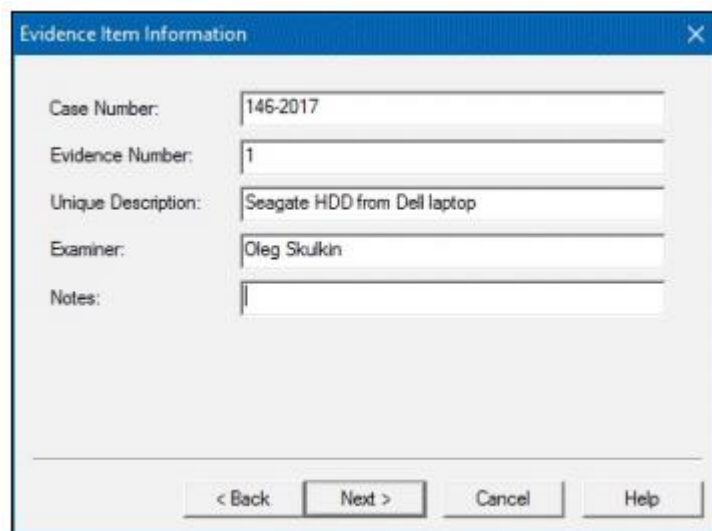 Evidence Item Information
Case Number: 146-2017
Evidence Number: 1
Unique Description: Seagate HDD from Dell laptop
Examiner: Oleg Skulkin
Notes:
< Back Next > Cancel Help